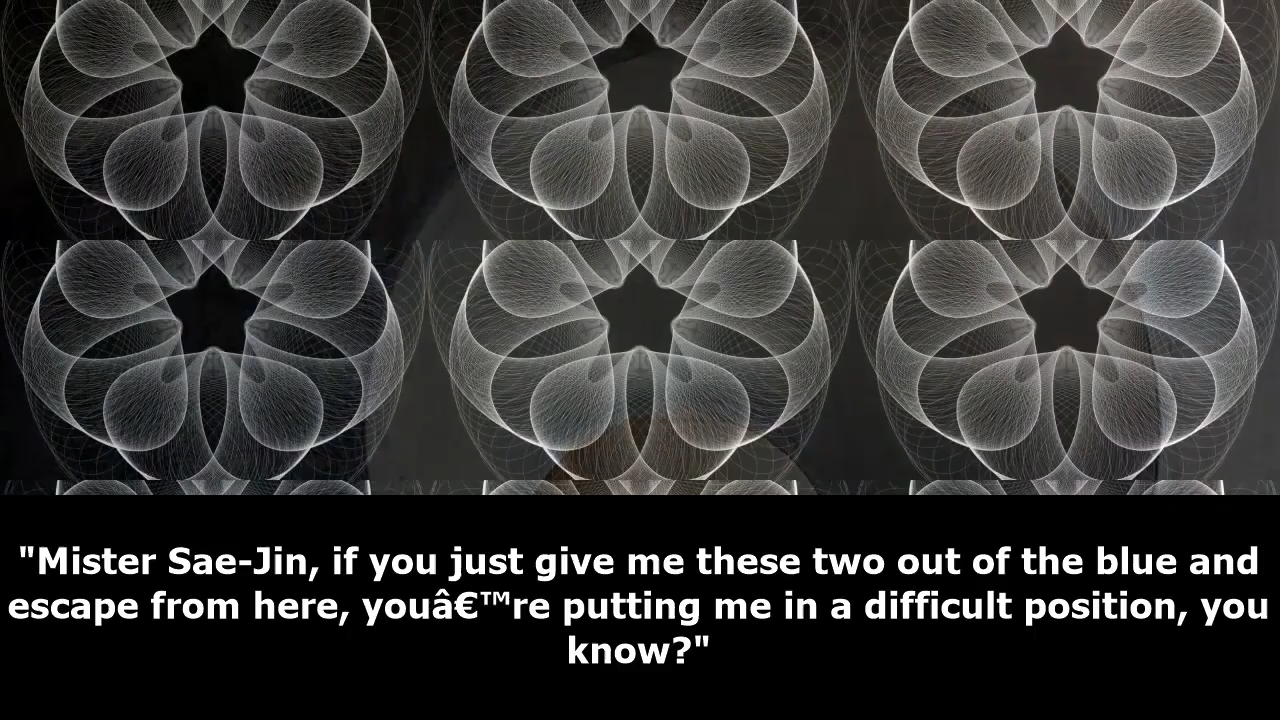 "Mister Sae-Jin, if you just give me these two out of the blue and
escape from here, youâ€™re putting me in a difficult position, you
know?"